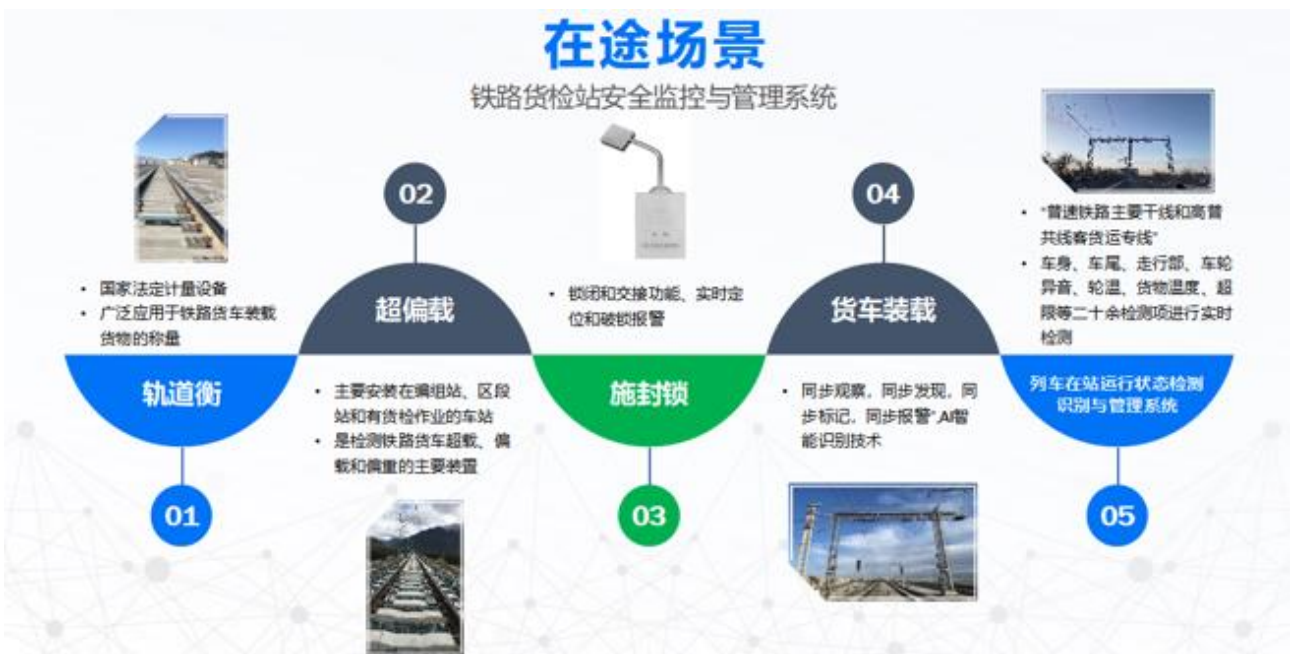 在途场景
铁路货检站安全监控与管理系统
• 国家法定计量设备
• 广泛应用于铁路货车装载
货物的称量
轨道衡
01
02
超偏载
• 主要安装在编组站、区段
站和有货检作业的车站
• 是检测铁路货车超载、偏
载和偏重的主要装置
• 锁闭和交接功能、实时定
位和破锁报警
施封锁
03
04
货车装载
• 同步观察，同步发现，同
步标记，同步报警",AI智
能识别技术
• "普速铁路主要干线和高普
共线客货运专线"
• 车身、车尾、走行部、车轮
异音、轮温、货物温度、超
限等二十余检测项进行实时
检测
列车在站运行状态检测
识别与管理系统
05